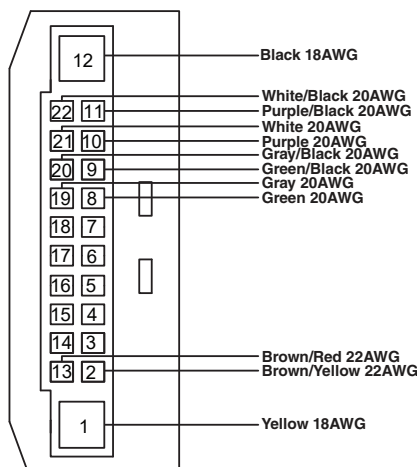 12 Black 18AWG
White/Black 20AWG
22 11 Purple/Black 20AWG
White 20AWG
21 10 Purple 20AWG
Gray/Black 20AWG
20 9 Green/Black 20AWG
Gray 20AWG
19 8 Green 20AWG
18 7
17 6
16 5
15 4
14 3
Brown/Red 22AWG
13 2 Brown/Yellow 22AWG
1 Yellow 18AWG